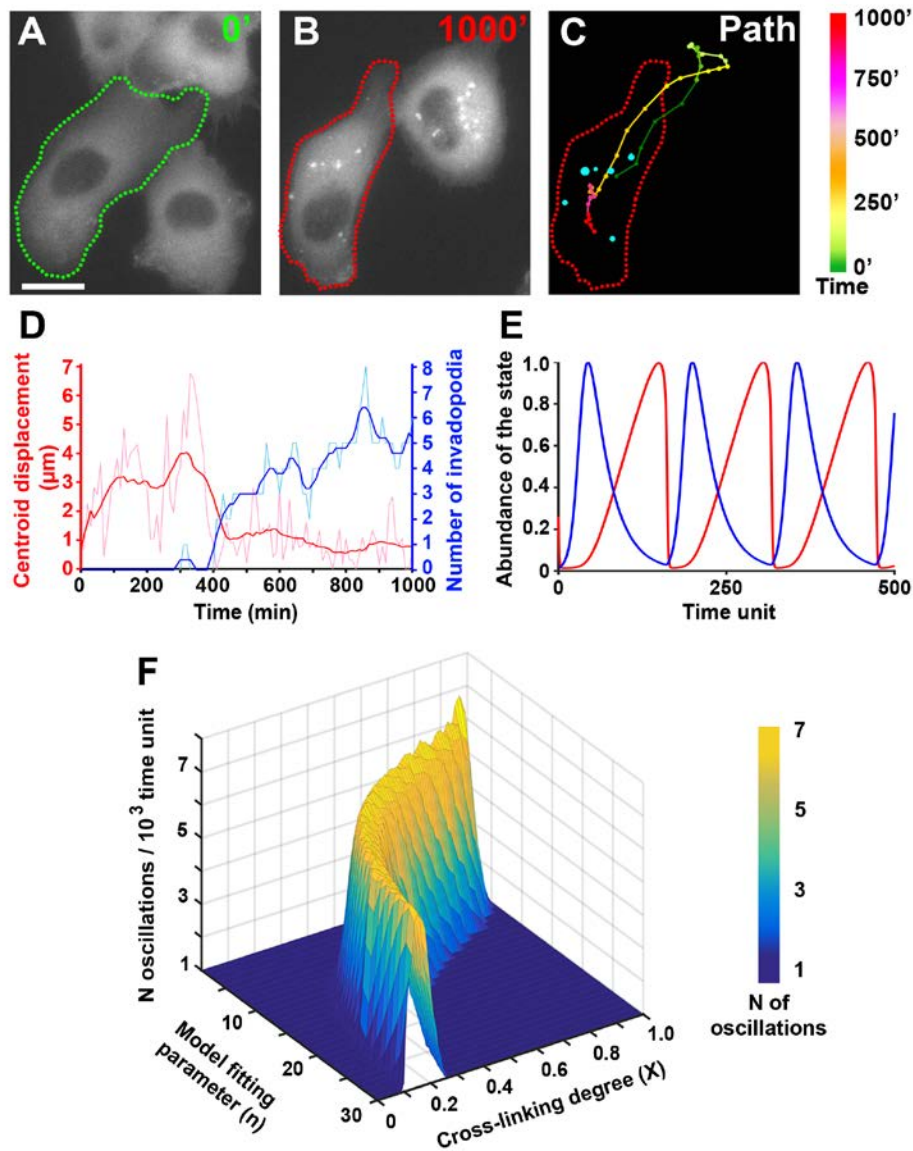 A 0'
B 1000'
C Path
1000'
750'
500'
250'
0'
Time
D
Centroid displacement
(μm)
7
6
5
4
3
2
1
0
8
7
6
5
4
3
2
1
0
Number of invadopodia
0 200 400 600 800 1000
Time (min)
E
Abundance of the state
1.0
0.8
0.6
0.4
0.2
0
0 250 500
Time unit
F
N oscillations / 10³ time unit
7
5
3
1
10
20
30
Model fitting
parameter (n)
0 0.2 0.4 0.6 0.8 1.0
Cross-linking degree (X)
7
5
3
1
N of
oscillations